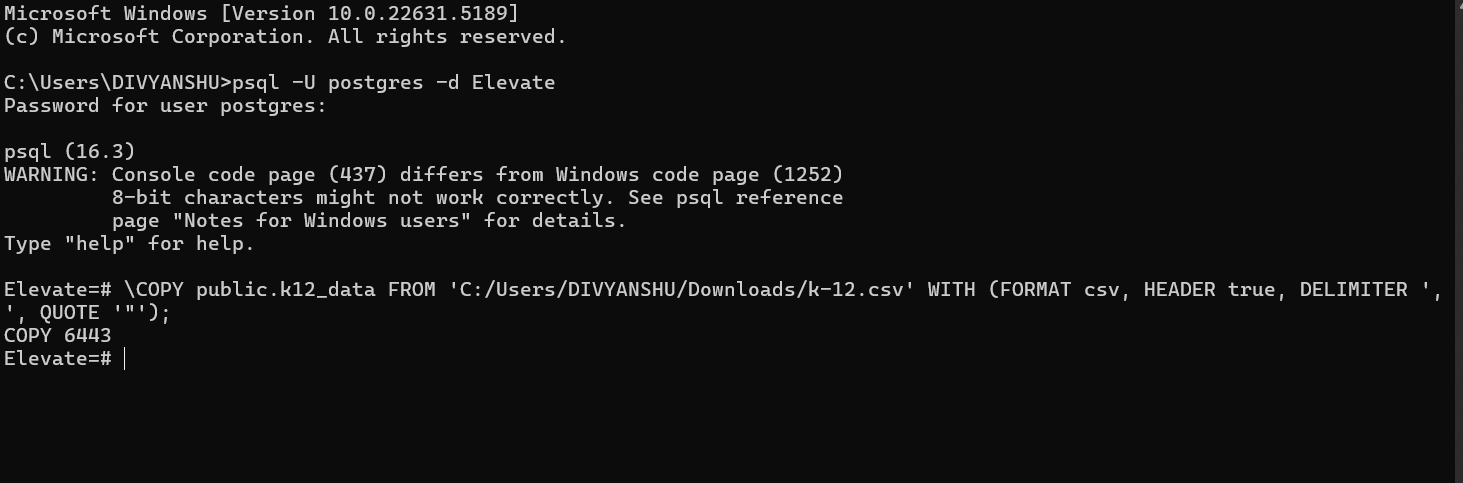 Microsoft Windows [Version 10.0.22631.5189]
(c) Microsoft Corporation. All rights reserved.
C:\Users\DIVYANSHU>psql -U postgres -d Elevate
Password for user postgres:
psql (16.3)
WARNING: Console code page (437) differs from Windows code page (1252)
         8-bit characters might not work correctly. See psql reference
         page "Notes for Windows users" for details.
Type "help" for help.
Elevate=# \COPY public.k12_data FROM 'C:/Users/DIVYANSHU/Downloads/k-12.csv' WITH (FORMAT csv, HEADER true, DELIMITER ',
', QUOTE '"');
COPY 6443
Elevate=#